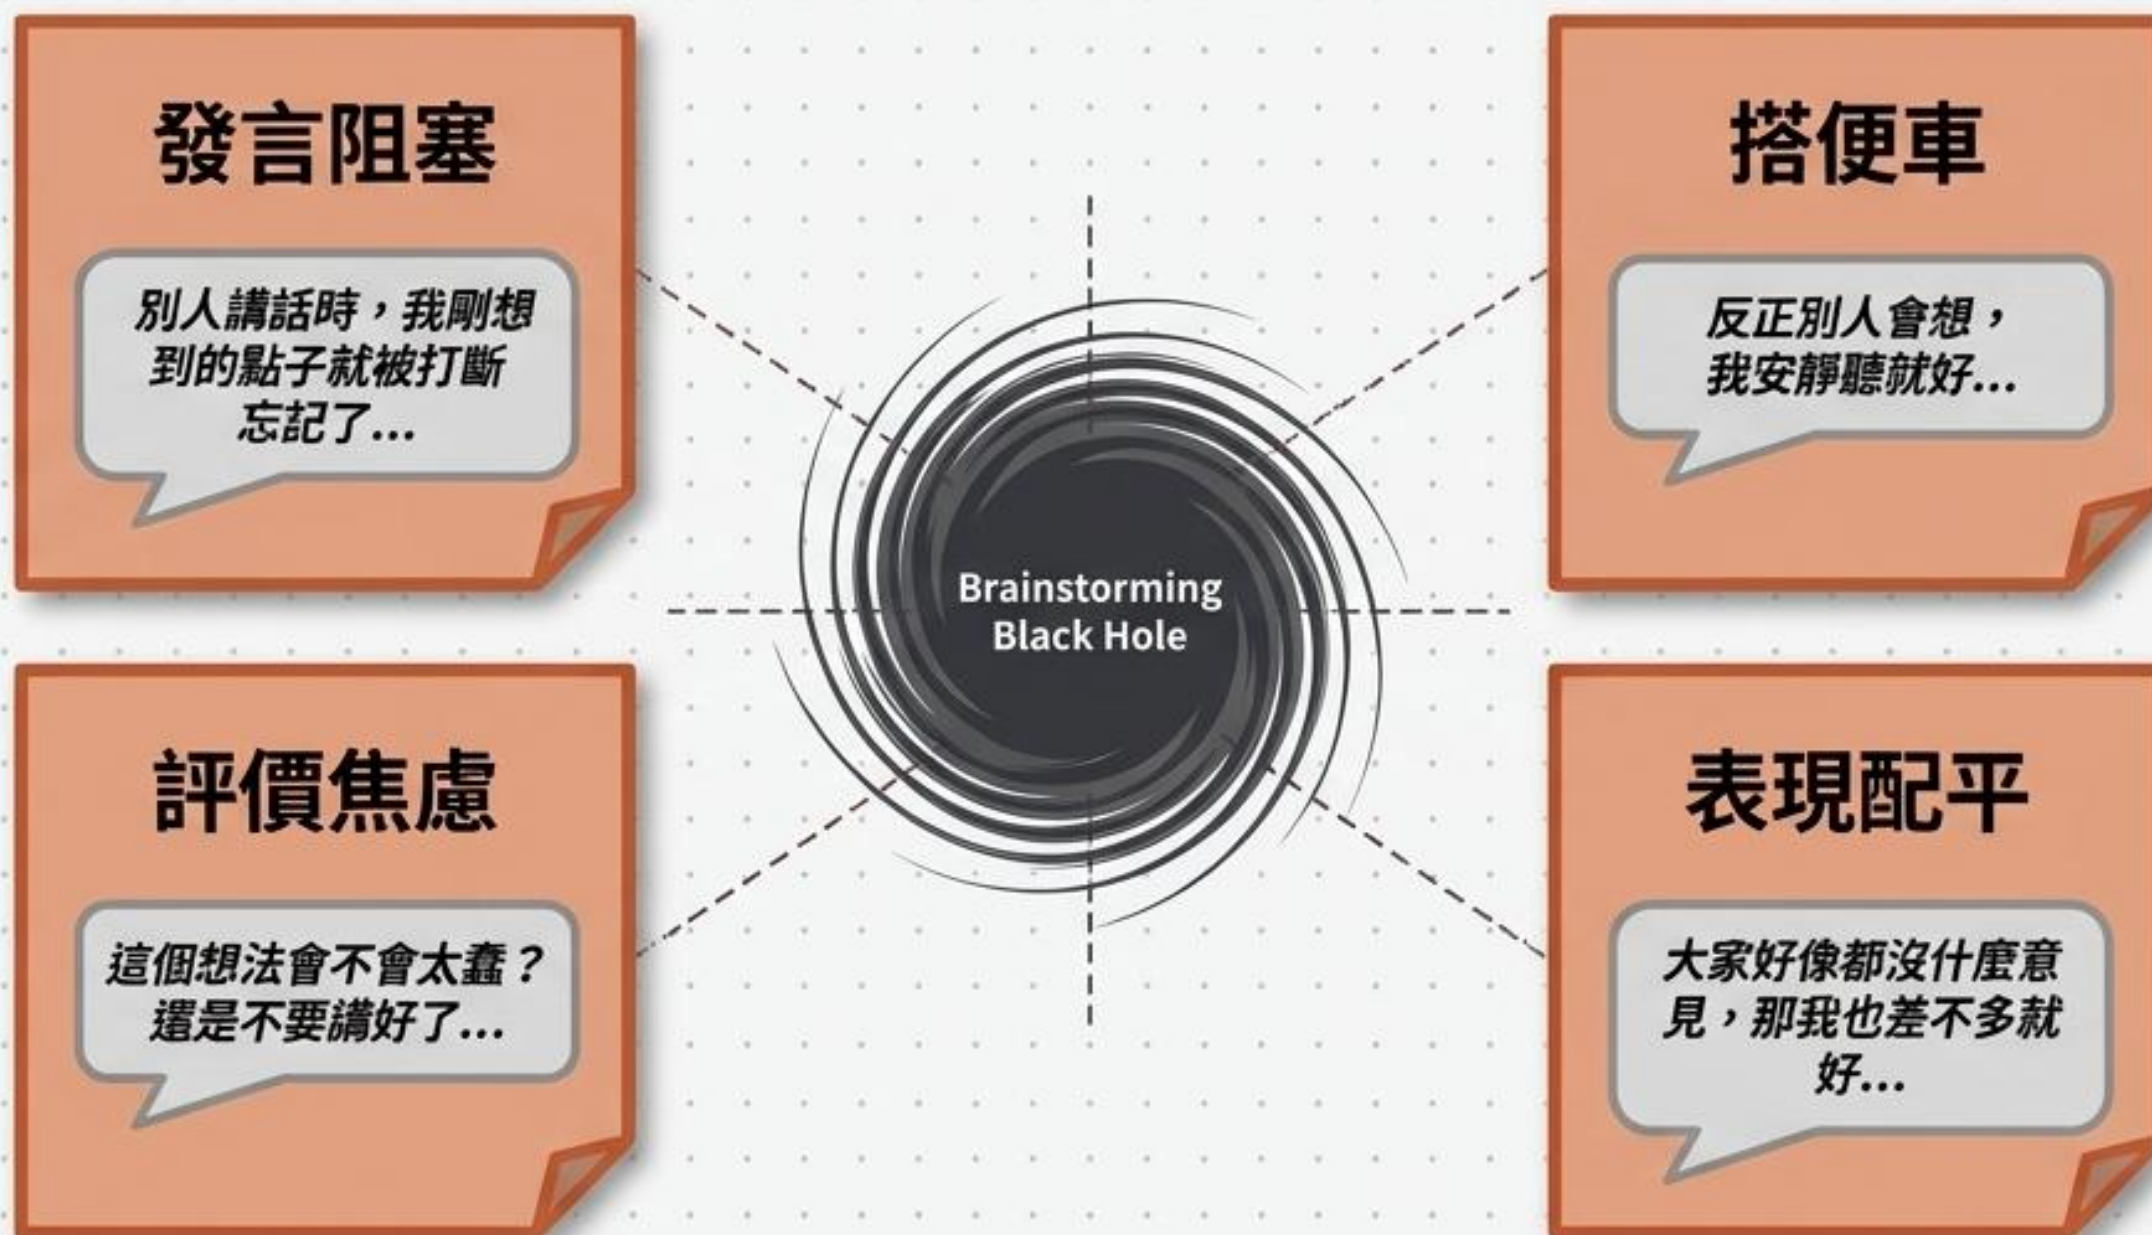 發言阻塞
別人講話時，我剛想
到的點子就被打斷
忘記了...
搭便車
反正別人會想，
我安靜聽就好...
Brainstorming
Black Hole
評價焦慮
這個想法會不會太蠢？
還是不要講好了...
表現配平
大家好像都沒什麼意
見，那我也差不多就
好...